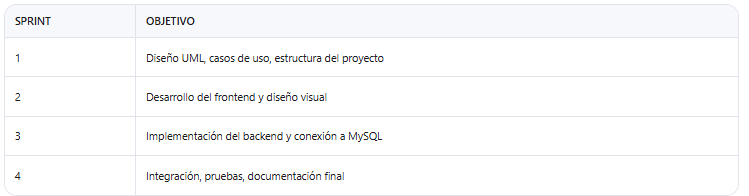 SPRINT OBJETIVO
1 Diseño UML, casos de uso, estructura del proyecto
2 Desarrollo del frontend y diseño visual
3 Implementación del backend y conexión a MySQL
4 Integración, pruebas, documentación final